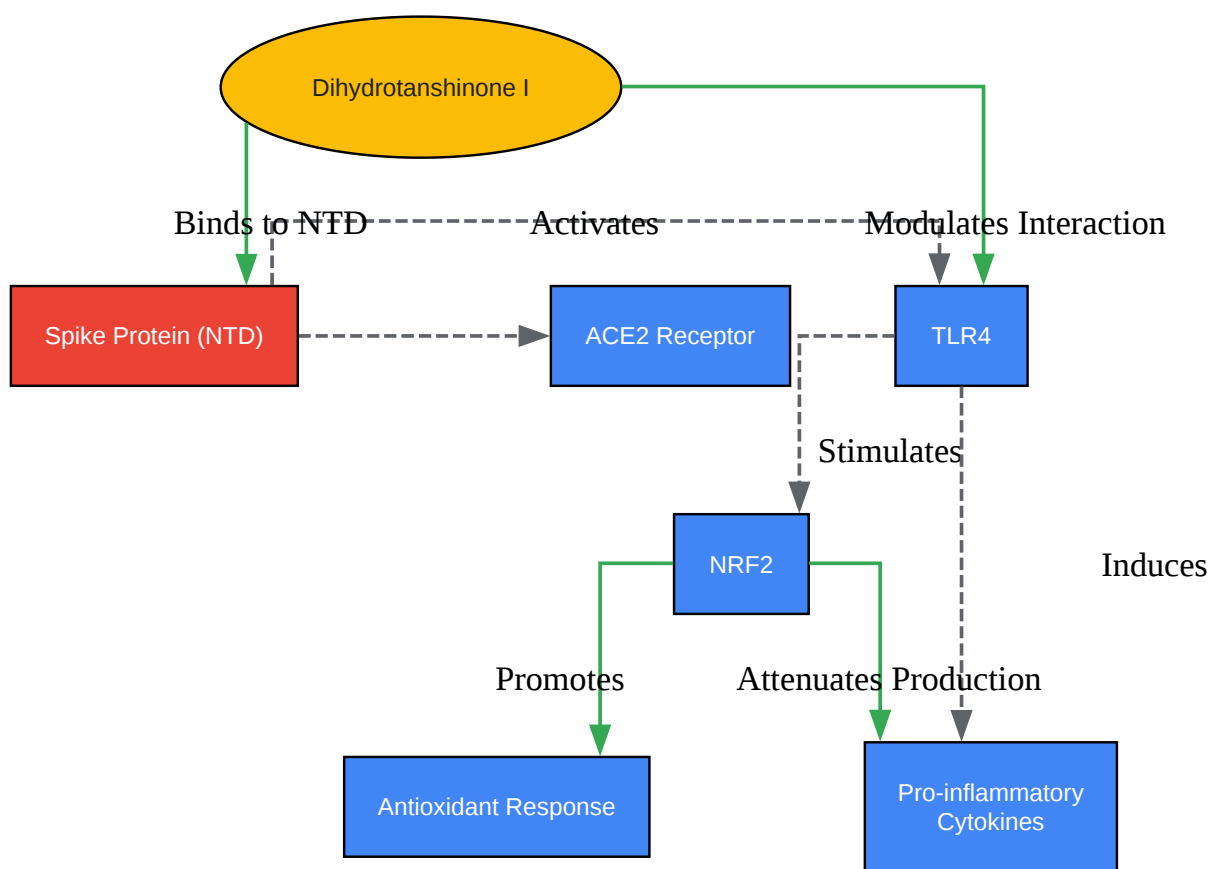 Dihydrotanshinone I
Binds to NTD
Activates
Modulates Interaction
Spike Protein (NTD)
ACE2 Receptor
TLR4
Stimulates
NRF2
Induces
Promotes
Attenuates Production
Antioxidant Response
Pro-inflammatory
Cytokines